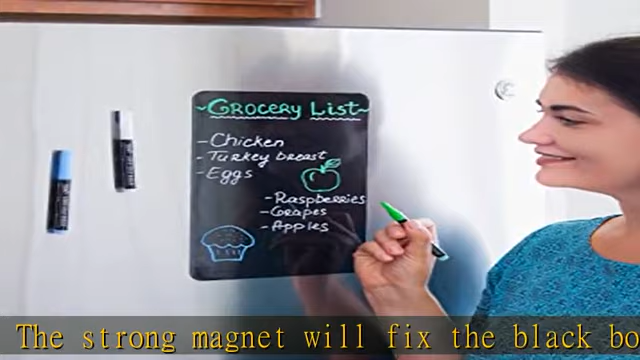 ~Grocery List~
-Chicken
-Turkey breast
-Eggs
-Raspberries
-Grapes
-Apples
The strong magnet will fix the black bo